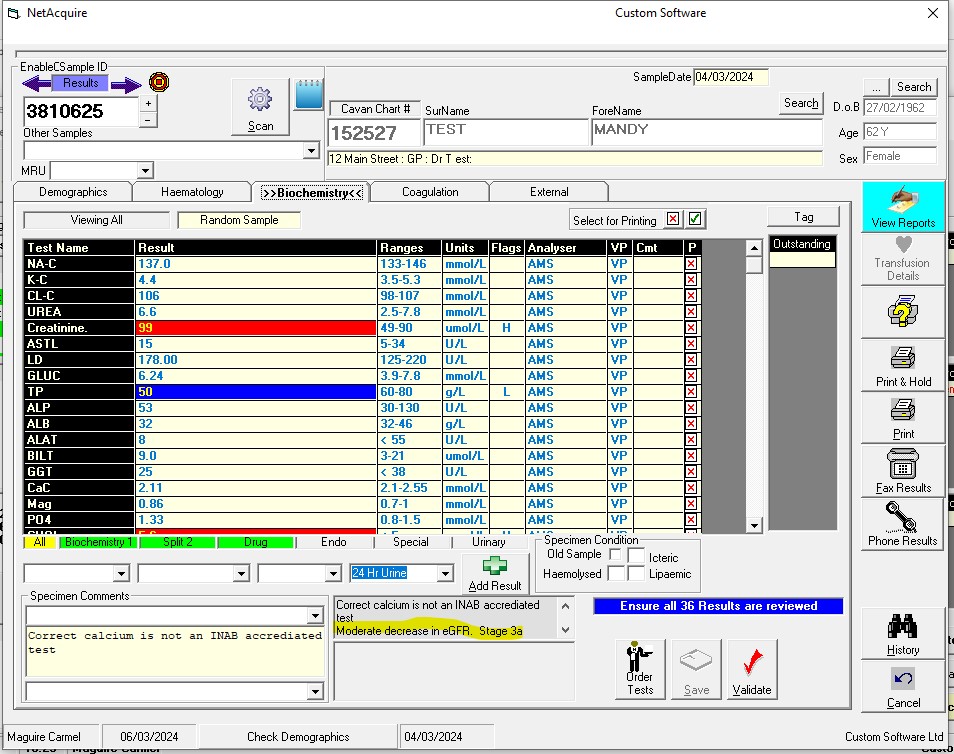 NetAcquire
Custom Software
EnableCSample ID
Results
3810625
+
-
Scan
Other Samples
MRU
SampleDate 04/03/2024
Cavan Chart #
SurName
ForeName
Search
152527
TEST
MANDY
12 Main Street : GP : Dr T est:
... Search
D.o.B 27/02/1962
Age 62 Y
Sex Female
Demographics
Haematology
>>Biochemistry<<
Coagulation
External
Viewing All
Random Sample
Select for Printing
Tag
Outstanding
Test Name Result Ranges Units Flags Analyser VP Cmt P
NA-C 137.0 133-146 mmol/L AMS VP
K-C 4.4 3.5-5.3 mmol/L AMS VP
CL-C 106 98-107 mmol/L AMS VP
UREA 6.6 2.5-7.8 mmol/L AMS VP
Creatinine. 99 49-90 umol/L H AMS VP
ASTL 15 5-34 U/L AMS VP
LD 178.00 125-220 U/L AMS VP
GLUC 6.24 3.9-7.8 mmol/L AMS VP
TP 50 60-80 g/L L AMS VP
ALP 53 30-130 U/L AMS VP
ALB 32 32-46 g/L AMS VP
ALAT 8 < 55 U/L AMS VP
BILT 9.0 3-21 umol/L AMS VP
GGT 25 < 38 U/L AMS VP
CaC 2.11 2.1-2.55 mmol/L AMS VP
Mag 0.86 0.7-1 mmol/L AMS VP
PO4 1.33 0.8-1.5 mmol/L AMS VP
All
Biochemistry 1
Split 2
Drug
Endo
Special
Urinary
24 Hr Urine
Add Result
Specimen Condition
Old Sample
Icteric
Haemolysed
Lipaemic
Specimen Comments
Correct calcium is not an INAB accrediated
test
Correct calcium is not an INAB accrediated
test
Moderate decrease in eGFR. Stage 3a
Ensure all 36 Results are reviewed
Order
Tests
Save
Validate
View Reports
Transfusion
Details
Print & Hold
Print
Fax Results
Phone Results
History
Cancel
Maguire Carmel
06/03/2024
Check Demographics
04/03/2024
Custom Software Ltd